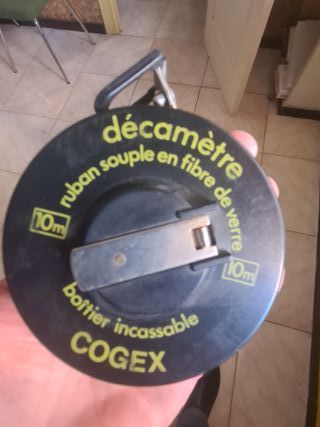 décamètre
ruban souple en fibre de verre
10m
10m
boîtier incassable
COGEX